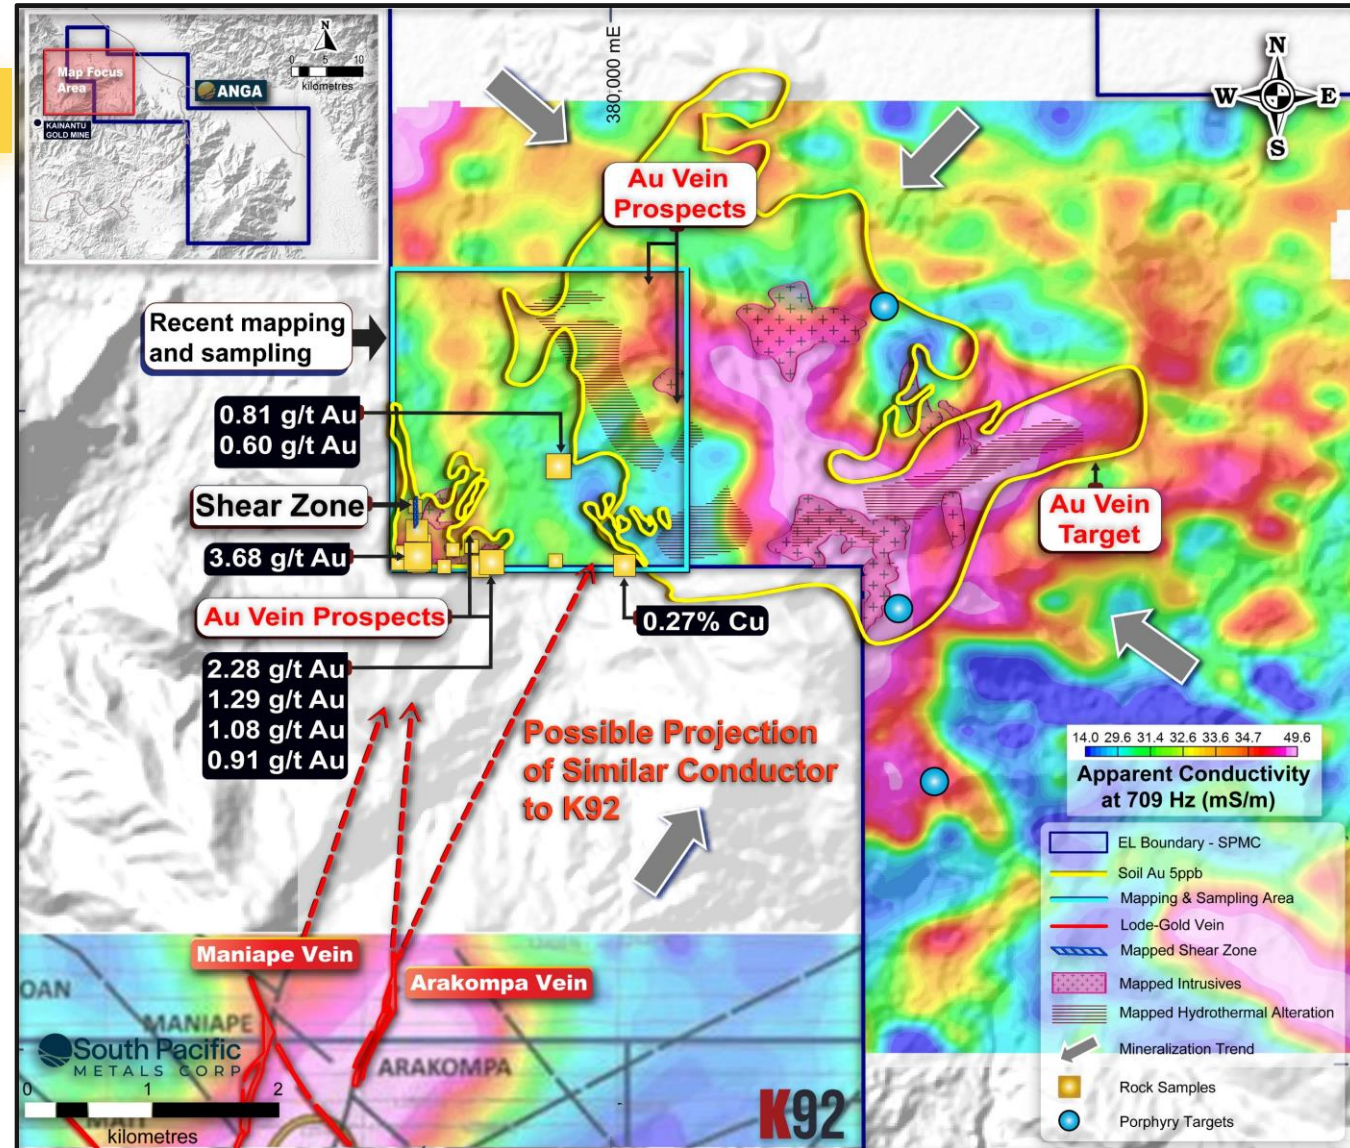 N
0 5 10
kilometres
Map Focus
Area
ANGA
KAINANTU
GOLD MINE
380,000 mE
N
W E
S
Au Vein
Prospects
Recent mapping
and sampling
0.81 g/t Au
0.60 g/t Au
Shear Zone
3.68 g/t Au
Au Vein Prospects
2.28 g/t Au
1.29 g/t Au
1.08 g/t Au
0.91 g/t Au
0.27% Cu
Au Vein
Target
Possible Projection
of Similar Conductor
to K92
14.0 29.6 31.4 32.6 33.6 34.7 49.6
Apparent Conductivity
at 709 Hz (mS/m)
EL Boundary - SPMC
Soil Au 5ppb
Mapping & Sampling Area
Lode-Gold Vein
Mapped Shear Zone
Mapped Intrusives
Mapped Hydrothermal Alteration
Mineralization Trend
Rock Samples
Porphyry Targets
Maniape Vein
Arakompa Vein
OAN
MANIAPE
ARAKOMPA
South Pacific
METALS CORP
0 1 2
kilometres
K92